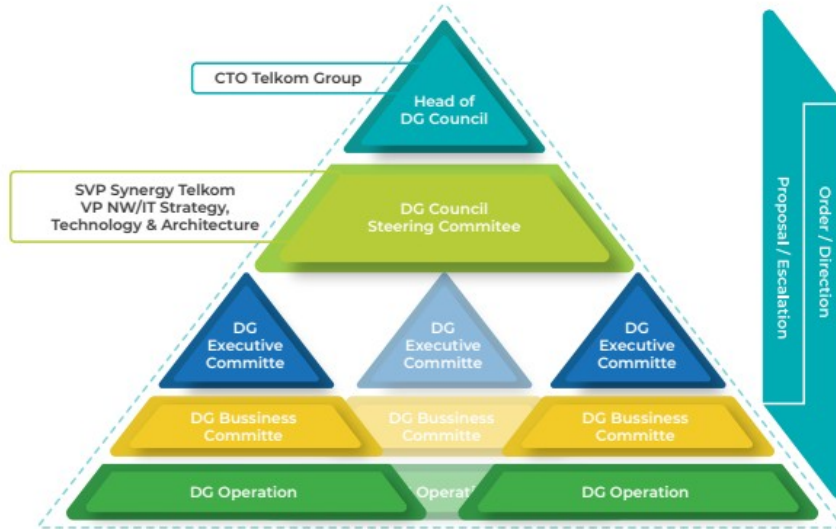 CTO Telkom Group
Head of
DG Council
SVP Synergy Telkom
VP NW/IT Strategy,
Technology & Architecture
DG Council
Steering Commitee
Proposal / Escalation
Order / Direction
DG
Executive
Committe
DG
Executive
Committe
DG
Executive
Committe
DG Bussiness
Committe
DG Bussiness
Committe
DG Bussiness
Committe
DG Operation
Operati
DG Operation